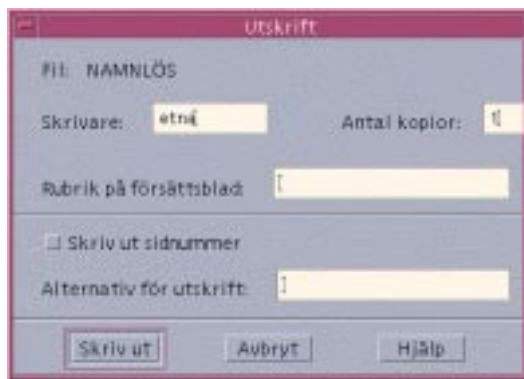 Utskrift
Fil: NAMNLÖS
Skrivare: etna Antal kopior: 1
Rubrik på försättsblad:
Skriv ut sidnummer
Alternativ för utskrift:
Skriv ut Avbryt Hjälp